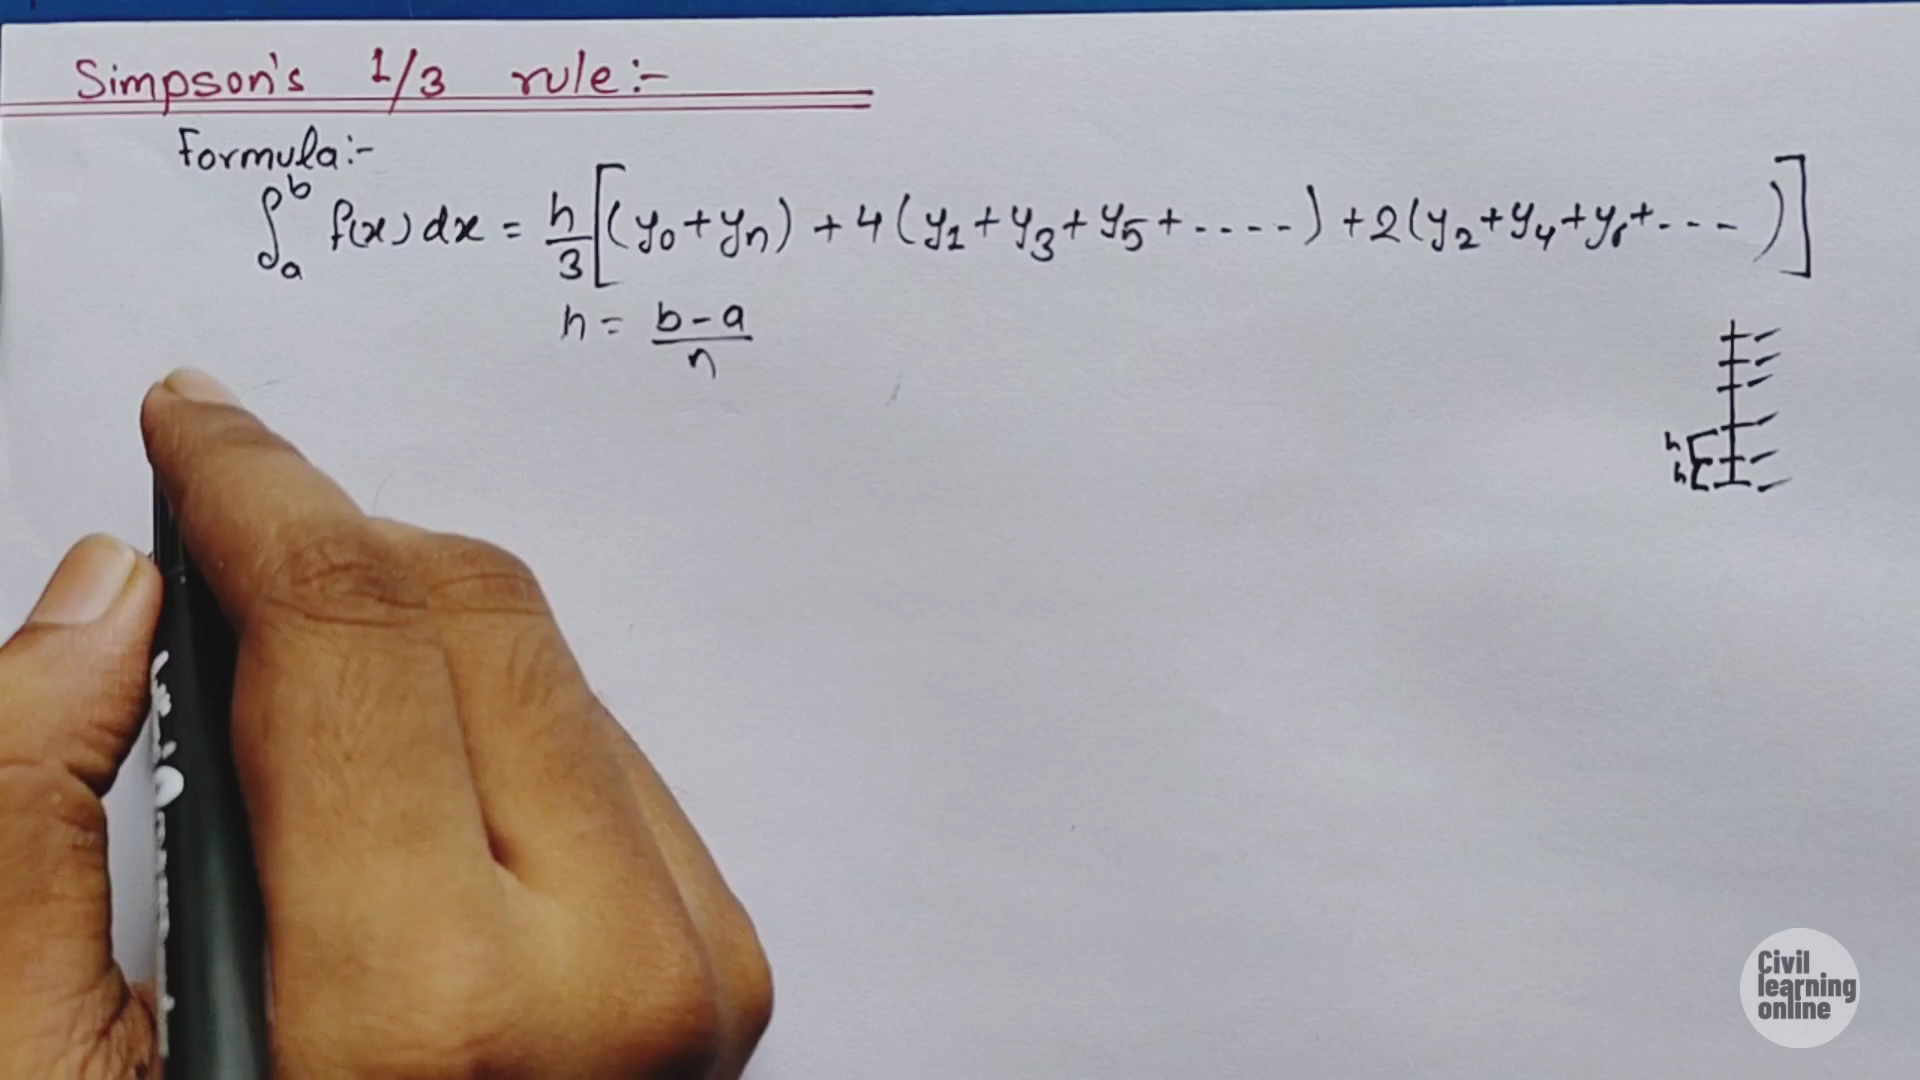 Simpson's 1/3 rule:-
Formula:-
∫ₐᵇ f(x) dx = h/3 [(y₀+yₙ) + 4(y₁+y₃+y₅+.....) + 2(y₂+y₄+y₆+---)]
h = b-a/n
h
h
Civil
learning
online